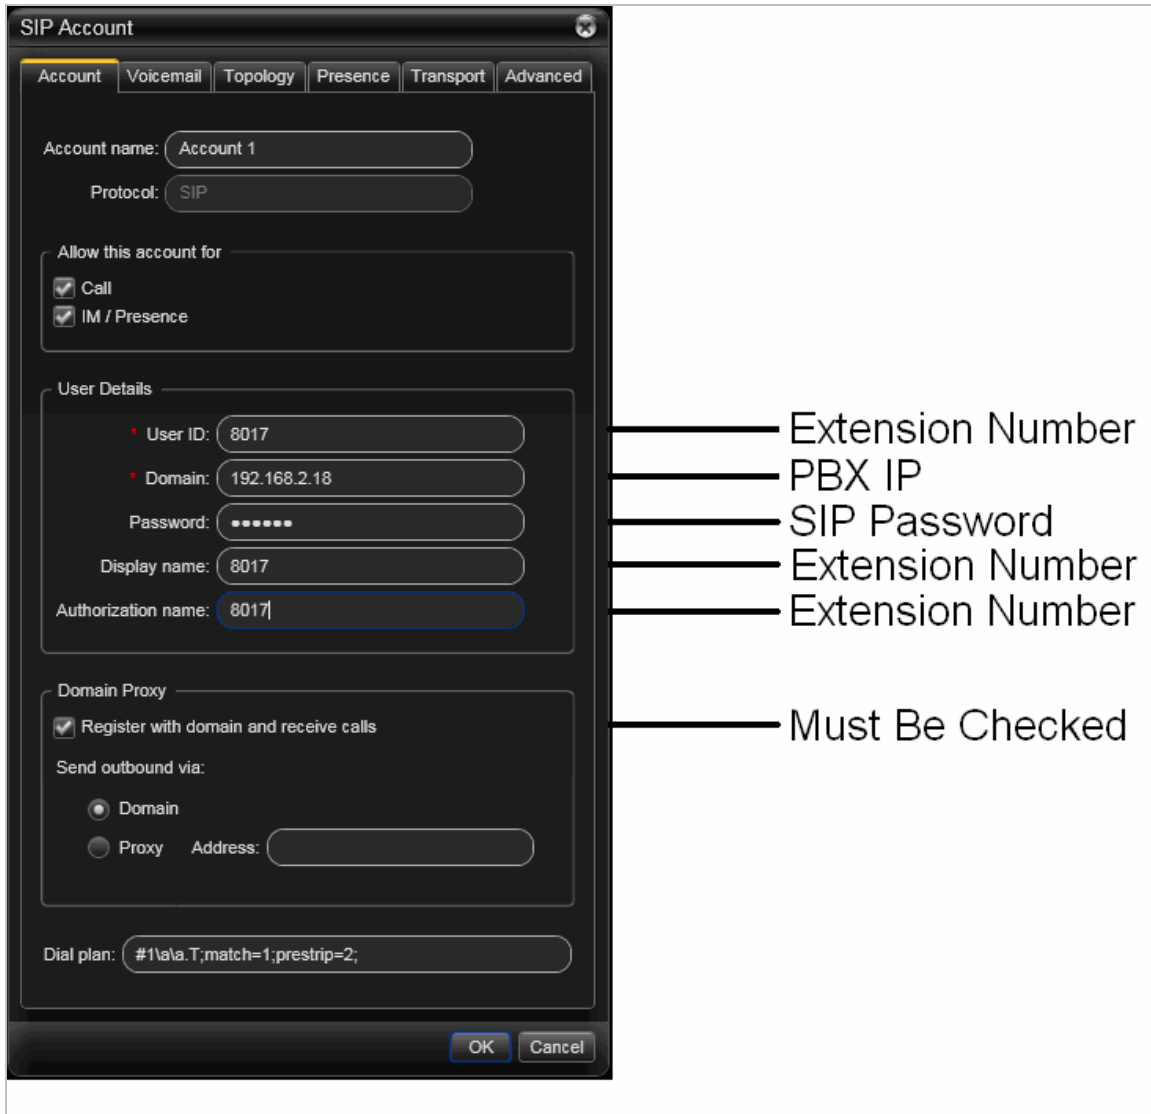 SIP Account
Account Voicemail Topology Presence Transport Advanced
Account name: Account 1
Protocol: SIP
Allow this account for
Call
IM / Presence
User Details
* User ID: 8017 Extension Number
* Domain: 192.168.2.18 PBX IP
Password: ●●●●●● SIP Password
Display name: 8017 Extension Number
Authorization name: 8017 Extension Number
Domain Proxy
Register with domain and receive calls Must Be Checked
Send outbound via:
Domain
Proxy Address:
Dial plan: #1\a\a.T;match=1;prestrip=2;
OK Cancel